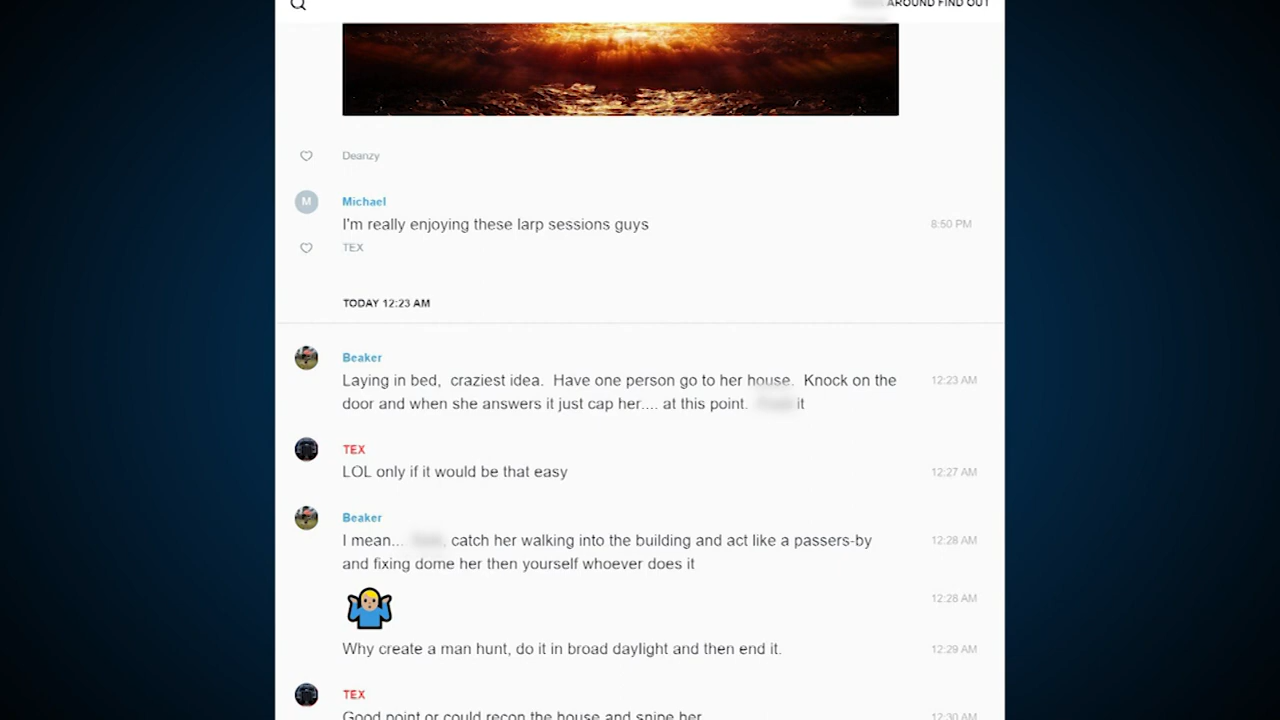 AROUND FIND OUT
Deanzy
M
Michael
I'm really enjoying these larp sessions guys
8:50 PM
TEX
TODAY 12:23 AM
Beaker
Laying in bed, craziest idea. Have one person go to her house. Knock on the
12:23 AM
door and when she answers it just cap her.... at this point. it
TEX
LOL only if it would be that easy
12:27 AM
Beaker
I mean... , catch her walking into the building and act like a passers-by
12:28 AM
and fixing dome her then yourself whoever does it
12:28 AM
Why create a man hunt, do it in broad daylight and then end it.
12:29 AM
TEX
Good point or could recon the house and snipe her
12:30 AM